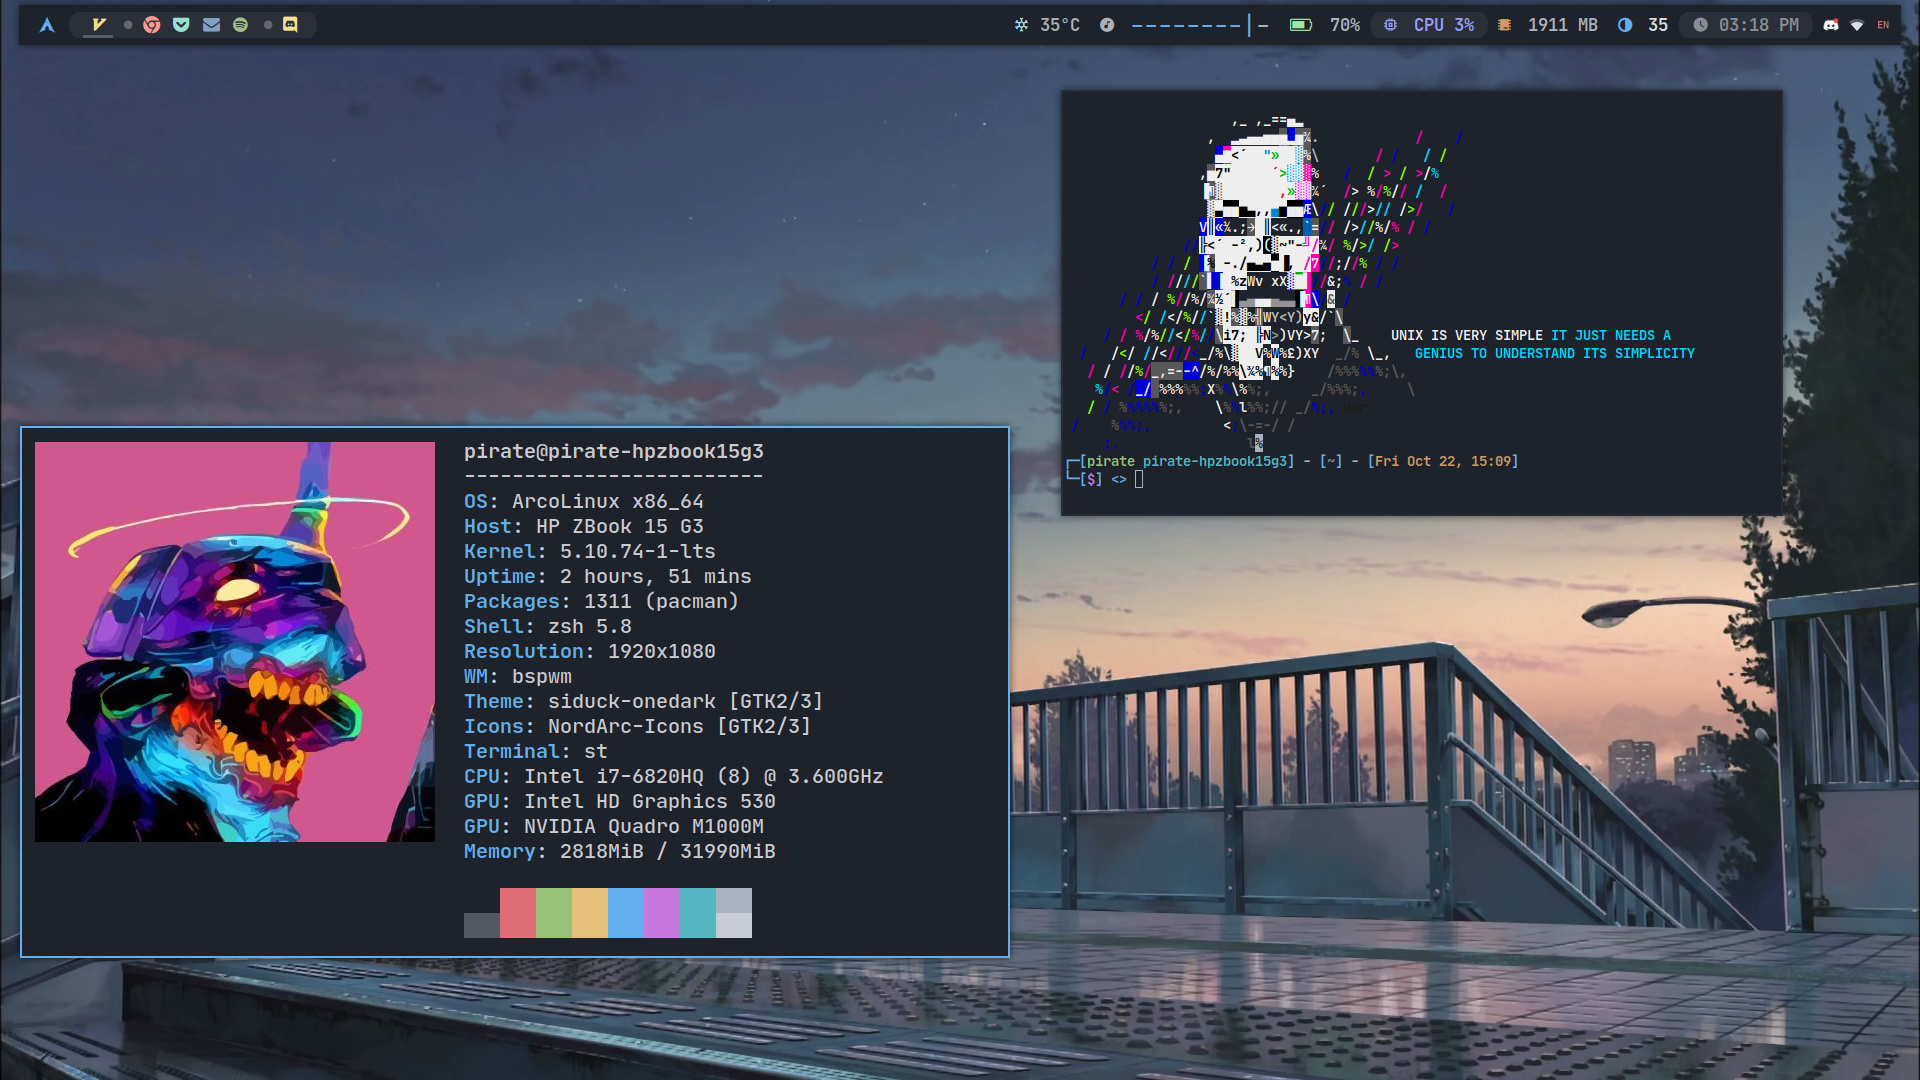 35°C
70%
CPU 3%
1911 MB
35
03:18 PM
EN
UNIX IS VERY SIMPLE IT JUST NEEDS A
GENIUS TO UNDERSTAND ITS SIMPLICITY
┌─[pirate pirate-hpzbook15g3] - [~] - [Fri Oct 22, 15:09]
└─[$] <>
pirate@pirate-hpzbook15g3
-------------------------
OS: ArcoLinux x86_64
Host: HP ZBook 15 G3
Kernel: 5.10.74-1-lts
Uptime: 2 hours, 51 mins
Packages: 1311 (pacman)
Shell: zsh 5.8
Resolution: 1920x1080
WM: bspwm
Theme: siduck-onedark [GTK2/3]
Icons: NordArc-Icons [GTK2/3]
Terminal: st
CPU: Intel i7-6820HQ (8) @ 3.600GHz
GPU: Intel HD Graphics 530
GPU: NVIDIA Quadro M1000M
Memory: 2818MiB / 31990MiB